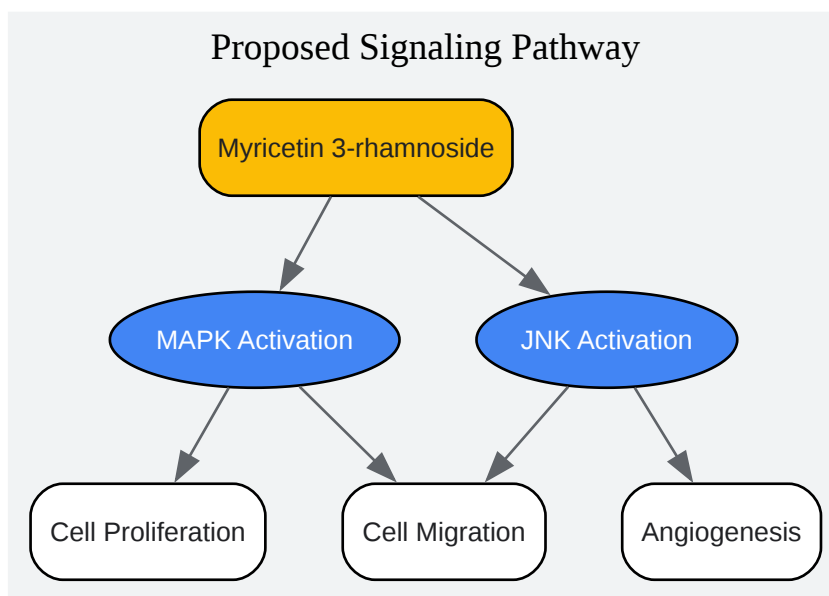 Proposed Signaling Pathway
Myricetin 3-rhamnoside
MAPK Activation
JNK Activation
Cell Proliferation
Cell Migration
Angiogenesis